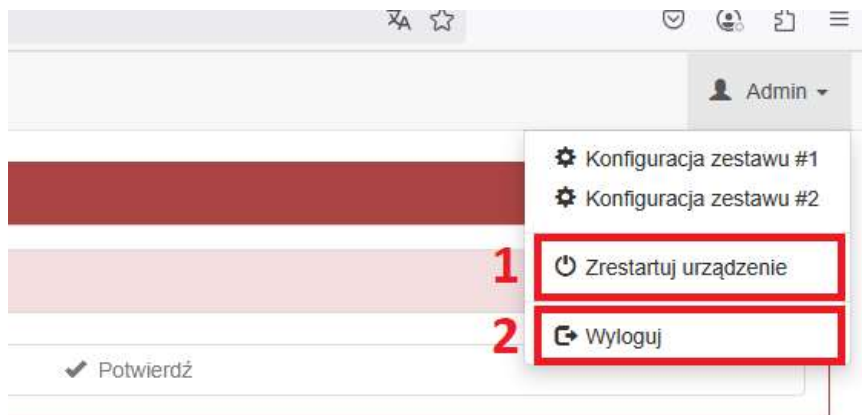 Admin
Konfiguracja zestawu #1
Konfiguracja zestawu #2
1 Zrestartuj urządzenie
2 Wyloguj
Potwierdź